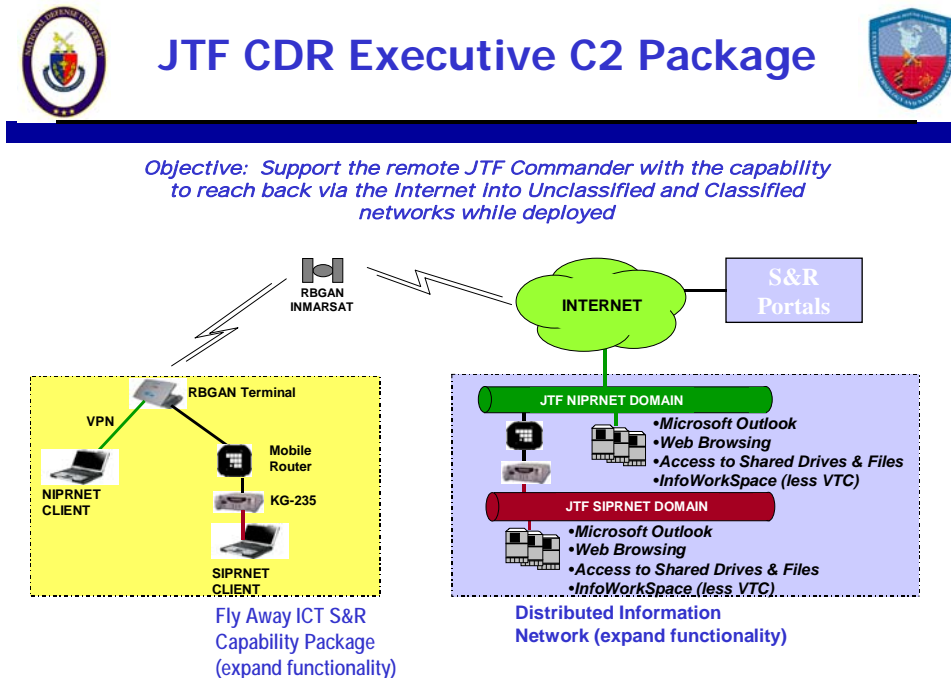 JTF CDR Executive C2 Package
NATIONAL DEFENSE UNIVERSITY
Objective: Support the remote JTF Commander with the capability
to reach back via the Internet into Unclassified and Classified
networks while deployed
RBGAN
INMARSAT
INTERNET
S&R
Portals
RBGAN Terminal
VPN
NIPRNET
CLIENT
Mobile
Router
KG-235
SIPRNET
CLIENT
JTF NIPRNET DOMAIN
•Microsoft Outlook
•Web Browsing
•Access to Shared Drives & Files
•InfoWorkSpace (less VTC)
JTF SIPRNET DOMAIN
•Microsoft Outlook
•Web Browsing
•Access to Shared Drives & Files
•InfoWorkSpace (less VTC)
Fly Away ICT S&R
Capability Package
(expand functionality)
Distributed Information
Network (expand functionality)